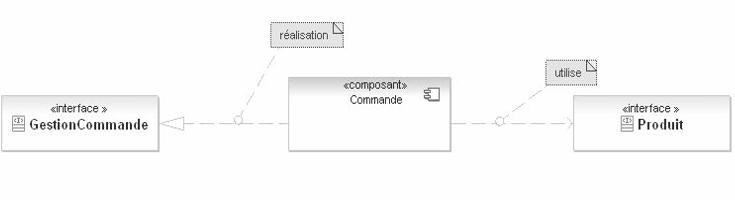 réalisation
utilise
«interface »
GestionCommande
«composant»
Commande
«interface »
Produit